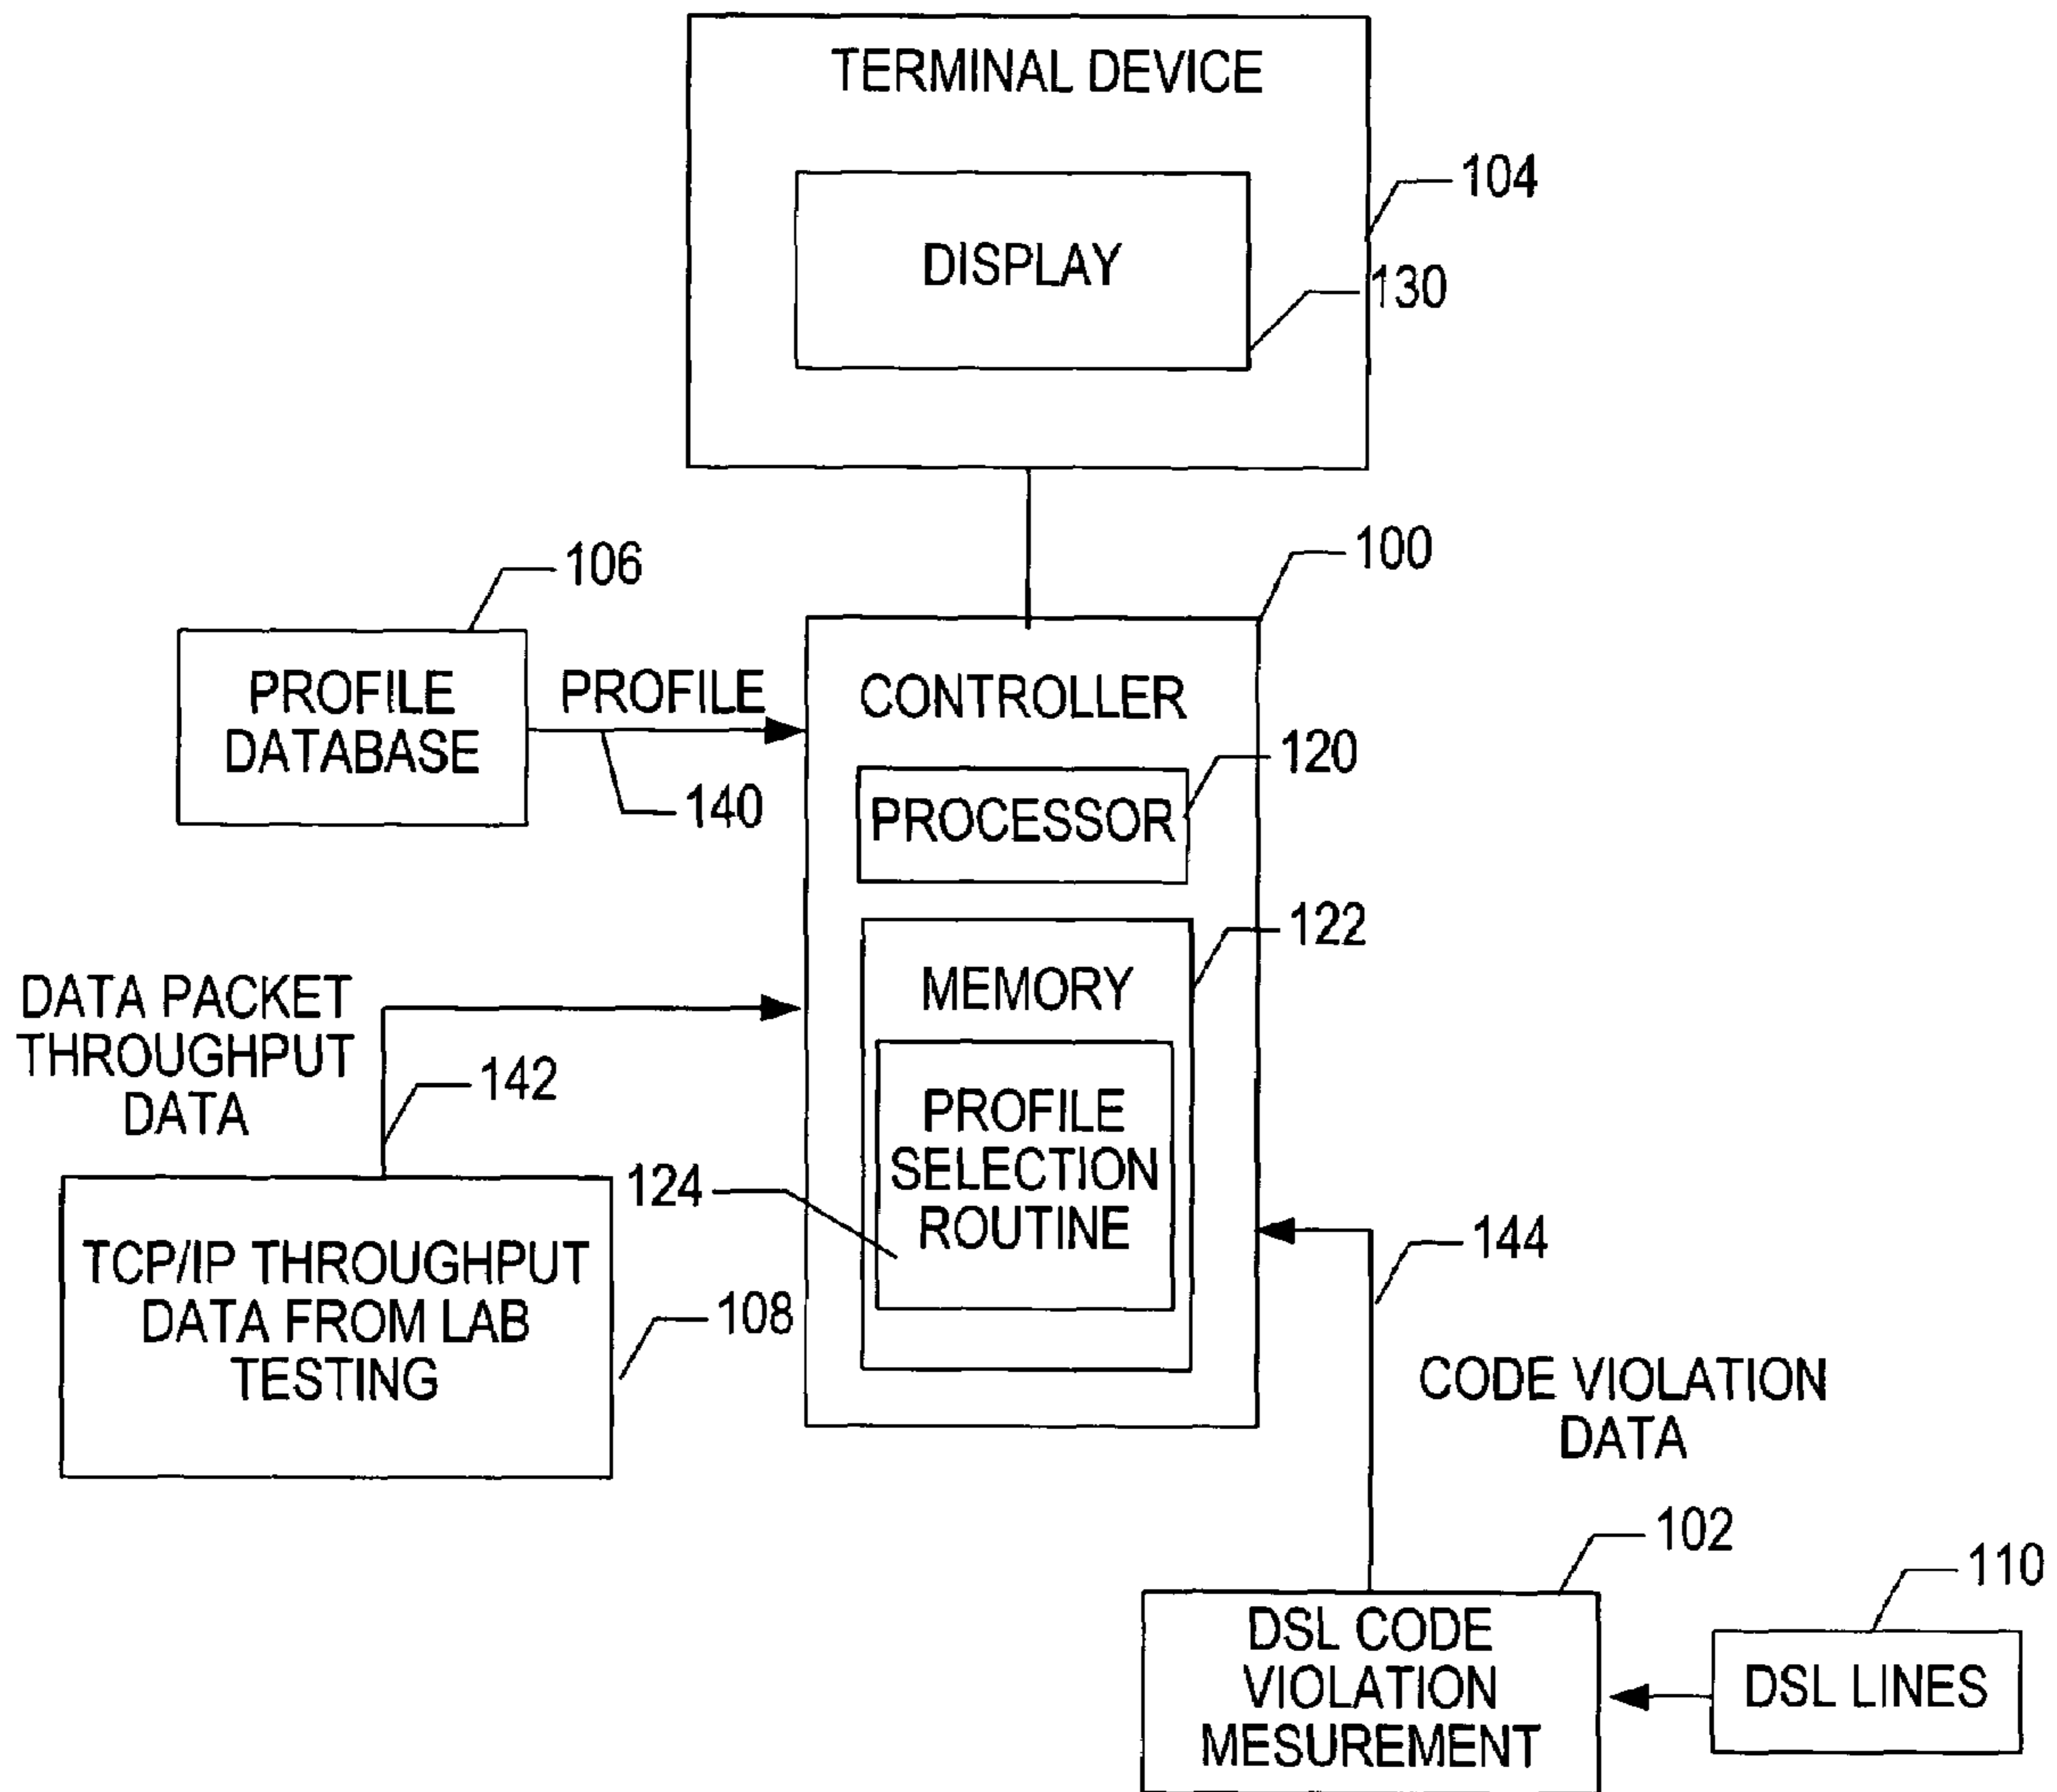 TERMINAL DEVICE
104
DISPLAY
130
100
106
PROFILE
DATABASE
PROFILE
140
CONTROLLER
120
PROCESSOR
122
MEMORY
DATA PACKET
THROUGHPUT
DATA
142
PROFILE
SELECTION
ROUTINE
124
TCP/IP THROUGHPUT
DATA FROM LAB
TESTING
108
144
CODE VIOLATION
DATA
102
110
DSL CODE
VIOLATION
MESUREMENT
DSL LINES